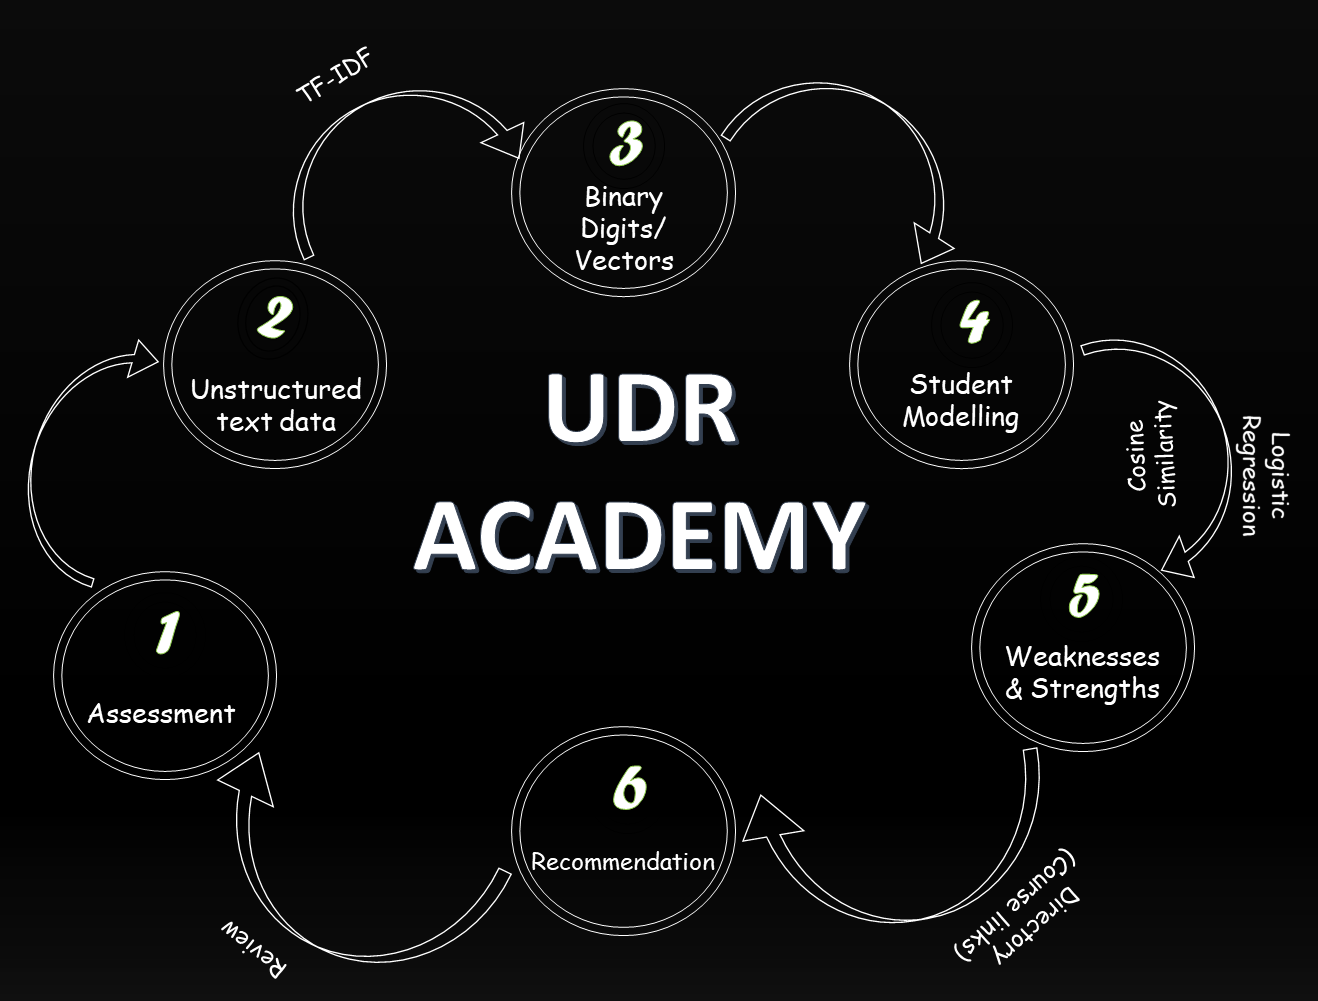 UDR
ACADEMY
1
Assessment
2
Unstructured
text data
TF-IDF
3
Binary
Digits/
Vectors
4
Student
Modelling
Cosine
Similarity
Logistic
Regression
5
Weaknesses
& Strengths
Directory
(Course links)
6
Recommendation
Review